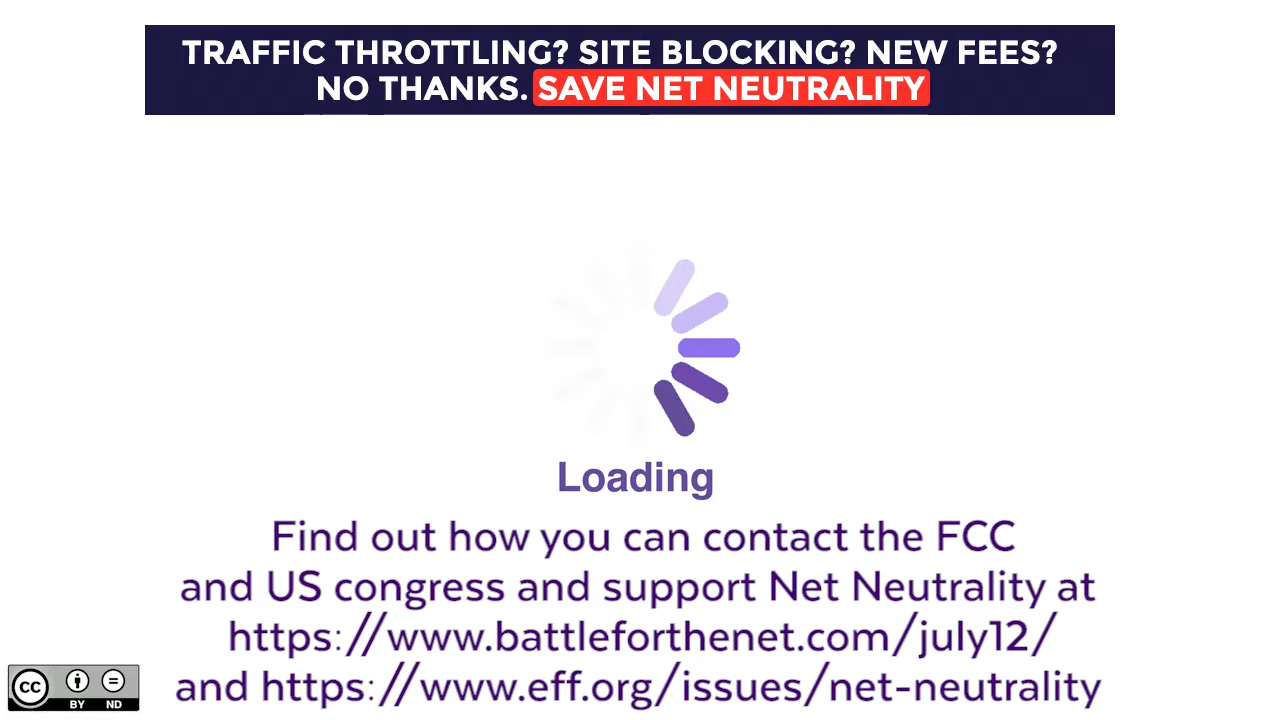 TRAFFIC THROTTLING? SITE BLOCKING? NEW FEES?
NO THANKS. SAVE NET NEUTRALITY
Loading
Find out how you can contact the FCC
and US congress and support Net Neutrality at
https://www.battleforthenet.com/july12/
and https://www.eff.org/issues/net-neutrality
CC BY ND